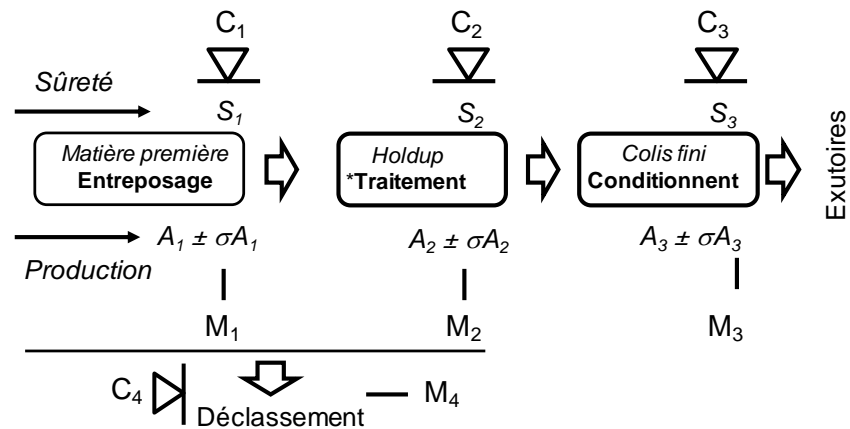 C1 C2 C3
Sûreté
S1 S2 S3
Matière première Holdup Colis fini
Entreposage *Traitement Conditionnent
Exutoires
A1 ± σA1 A2 ± σA2 A3 ± σA3
Production
M1 M2 M3
C4 M4
Déclassement